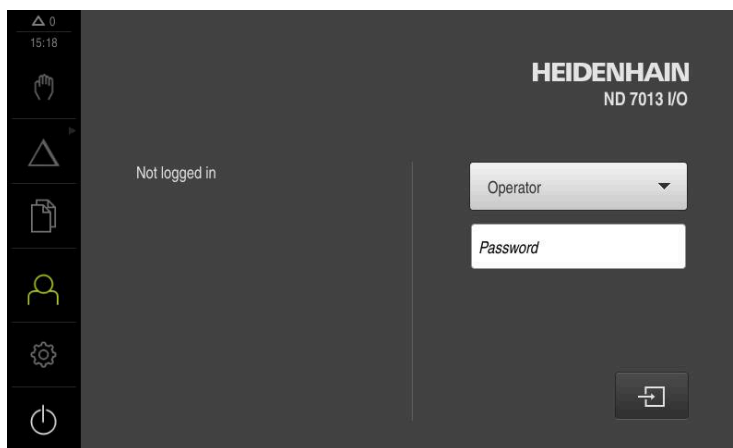 0
15:18
HEIDENHAIN
ND 7013 I/O
Not logged in
Operator
Password